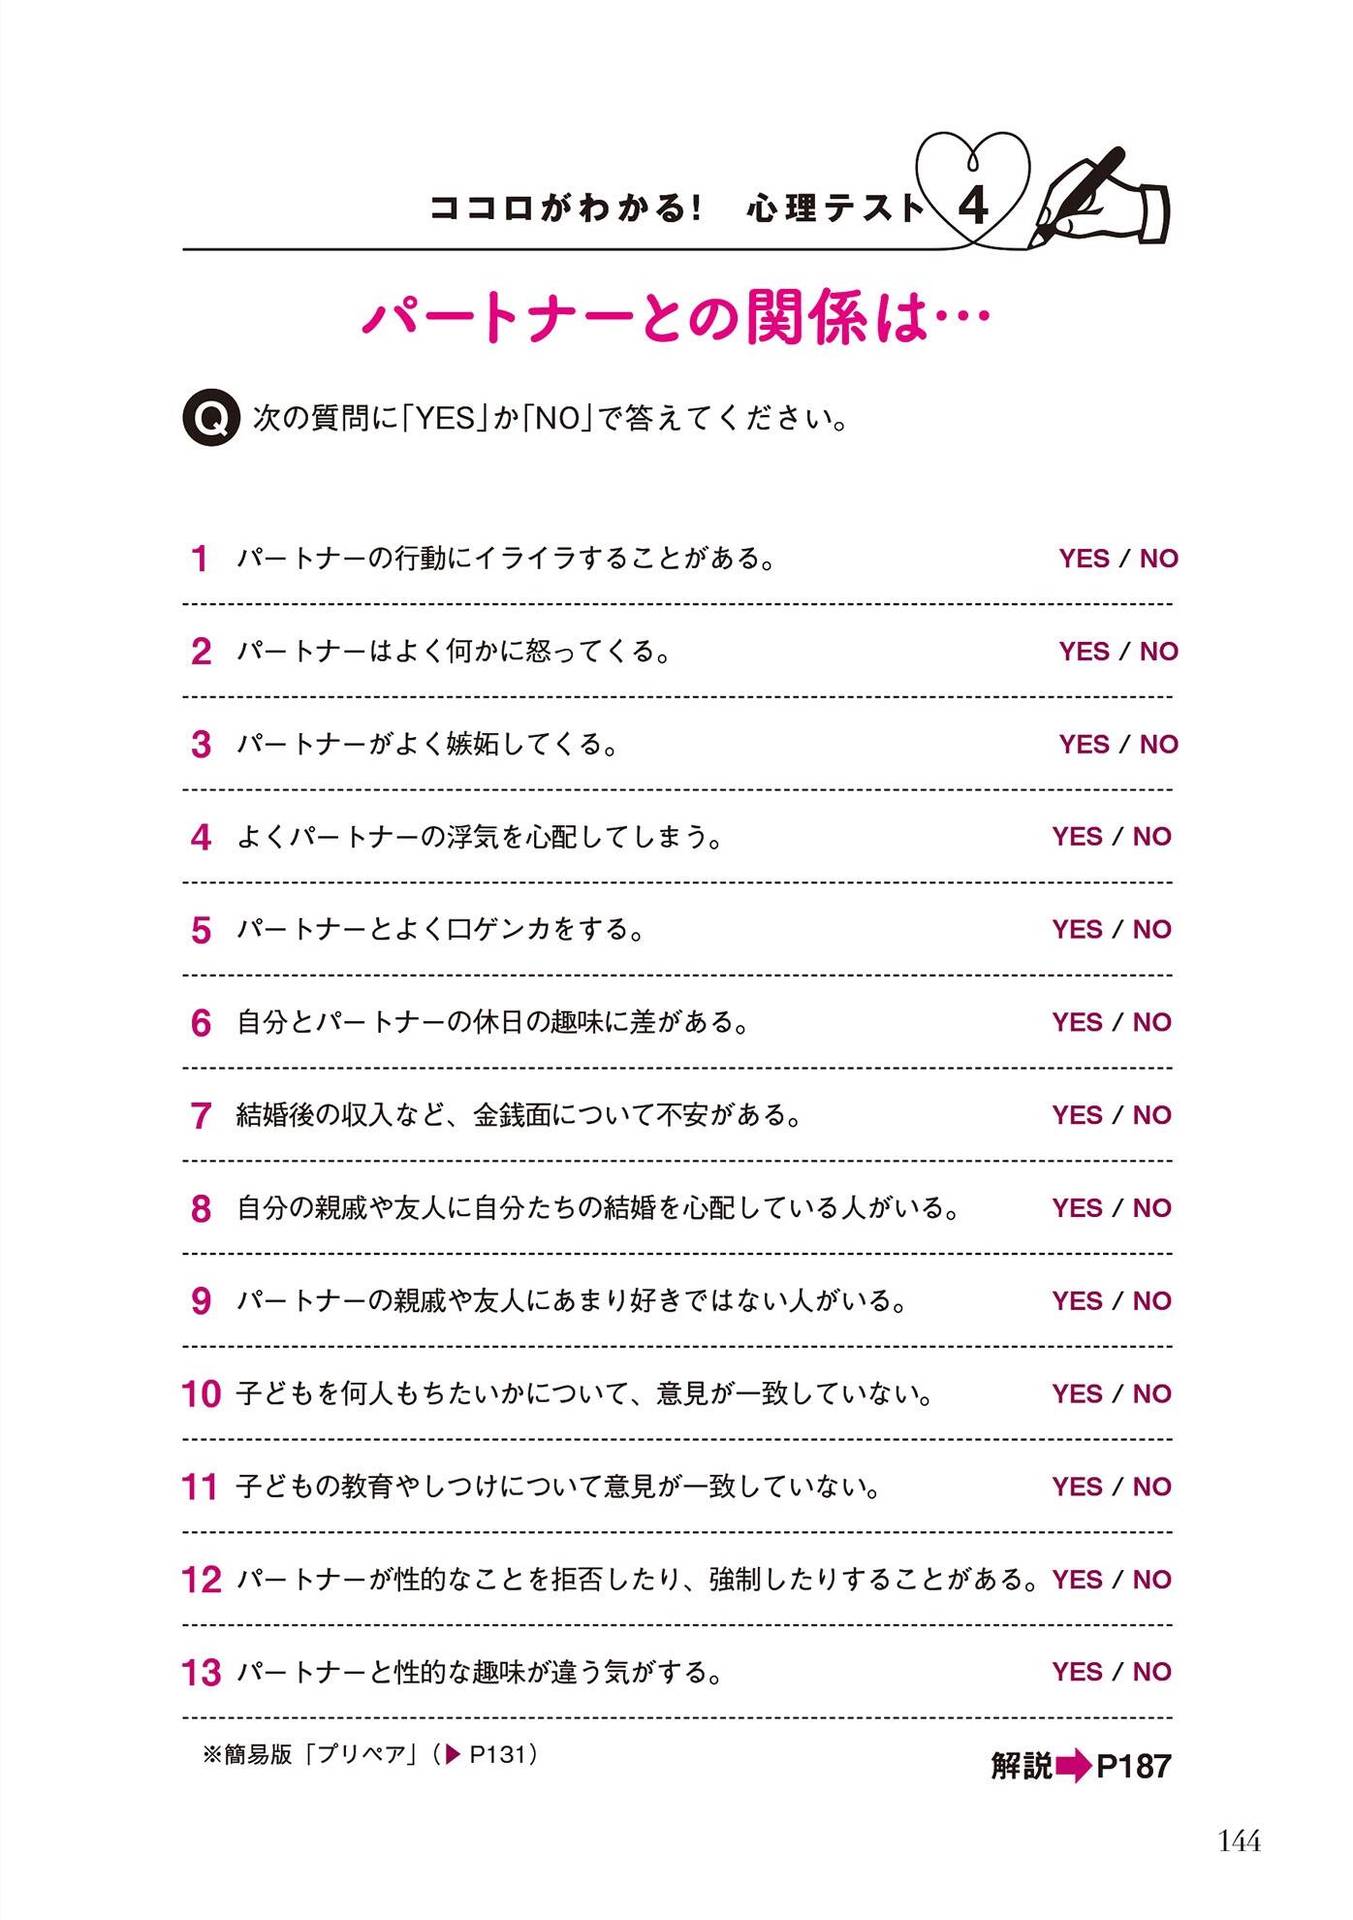 ココロがわかる! 心理テスト 4
パートナーとの関係は…
Q 次の質問に「YES」か「NO」で答えてください。
1 パートナーの行動にイライラすることがある。 YES / NO
2 パートナーはよく何かに怒ってくる。 YES / NO
3 パートナーがよく嫉妬してくる。 YES / NO
4 よくパートナーの浮気を心配してしまう。 YES / NO
5 パートナーとよく口ゲンカをする。 YES / NO
6 自分とパートナーの休日の趣味に差がある。 YES / NO
7 結婚後の収入など、金銭面について不安がある。 YES / NO
8 自分の親戚や友人に自分たちの結婚を心配している人がいる。 YES / NO
9 パートナーの親戚や友人にあまり好きではない人がいる。 YES / NO
10 子どもを何人もちたいかについて、意見が一致していない。 YES / NO
11 子どもの教育やしつけについて意見が一致していない。 YES / NO
12 パートナーが性的なことを拒否したり、強制したりすることがある。 YES / NO
13 パートナーと性的な趣味が違う気がする。 YES / NO
※簡易版「プリペア」(▶ P131)
解説➡P187
144